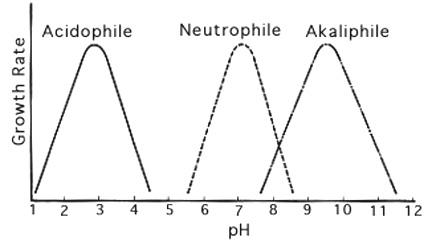 Acidophile Neutrophile Akaliphile
Growth Rate
1 2 3 4 5 6 7 8 9 10 11 12
pH